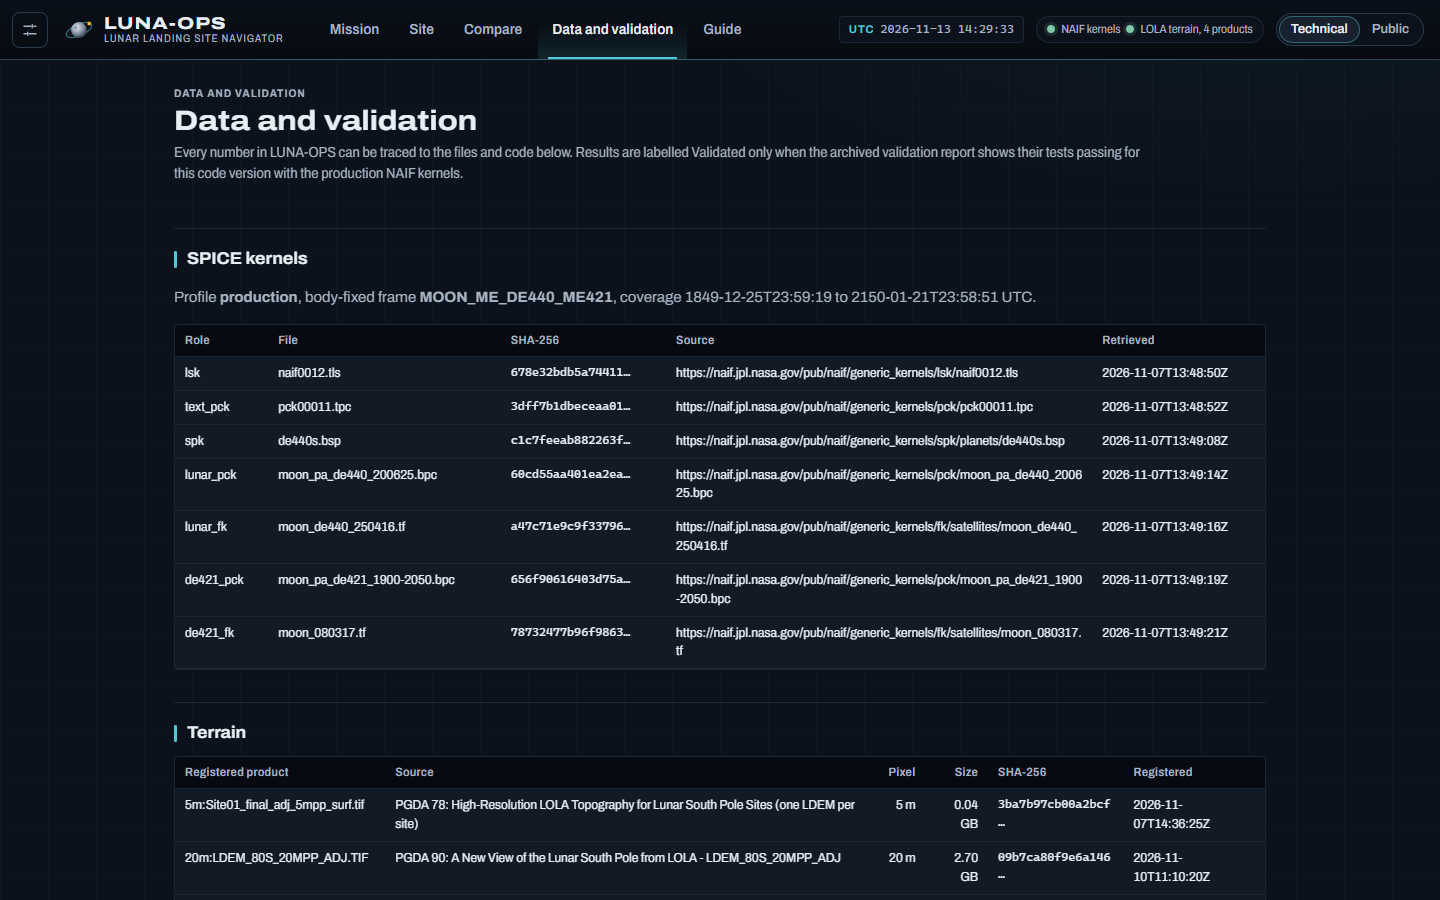 LUNA-OPS
LUNAR LANDING SITE NAVIGATOR
Mission
Site
Compare
Data and validation
Guide
UTC 2026-11-13 14:29:33
NAIF kernels
LOLA terrain, 4 products
Technical
Public
DATA AND VALIDATION
Data and validation
Every number in LUNA-OPS can be traced to the files and code below. Results are labelled Validated only when the archived validation report shows their tests passing for
this code version with the production NAIF kernels.
SPICE kernels
Profile production, body-fixed frame MOON_ME_DE440_ME421, coverage 1849-12-25T23:59:19 to 2150-01-21T23:58:51 UTC.
Role File SHA-256 Source Retrieved
lsk naif0012.tls 678e32bdb5a74411… https://naif.jpl.nasa.gov/pub/naif/generic_kernels/lsk/naif0012.tls 2026-11-07T13:48:50Z
text_pck pck00011.tpc 3dff7b1dbeceaa01… https://naif.jpl.nasa.gov/pub/naif/generic_kernels/pck/pck00011.tpc 2026-11-07T13:48:52Z
spk de440s.bsp c1c7feeab882263f… https://naif.jpl.nasa.gov/pub/naif/generic_kernels/spk/planets/de440s.bsp 2026-11-07T13:49:08Z
lunar_pck moon_pa_de440_200625.bpc 60cd55aa401ea2ea… https://naif.jpl.nasa.gov/pub/naif/generic_kernels/pck/moon_pa_de440_2006 2026-11-07T13:49:14Z
25.bpc
lunar_fk moon_de440_250416.tf a47c71e9c9f33796… https://naif.jpl.nasa.gov/pub/naif/generic_kernels/fk/satellites/moon_de440_ 2026-11-07T13:49:16Z
250416.tf
de421_pck moon_pa_de421_1900-2050.bpc 656f90616403d75a… https://naif.jpl.nasa.gov/pub/naif/generic_kernels/pck/moon_pa_de421_1900 2026-11-07T13:49:19Z
-2050.bpc
de421_fk moon_080317.tf 78732477b96f9863… https://naif.jpl.nasa.gov/pub/naif/generic_kernels/fk/satellites/moon_080317. 2026-11-07T13:49:21Z
tf
Terrain
Registered product Source Pixel Size SHA-256 Registered
5m:Site01_final_adj_5mpp_surf.tif PGDA 78: High-Resolution LOLA Topography for Lunar South Pole Sites (one LDEM per 5 m 0.04 3ba7b97cb00a2bcf 2026-11-
site) GB … 07T14:36:25Z
20m:LDEM_80S_20MPP_ADJ.TIF PGDA 90: A New View of the Lunar South Pole from LOLA - LDEM_80S_20MPP_ADJ 20 m 2.70 09b7ca80f9e6a146 2026-11-
GB … 10T11:10:20Z